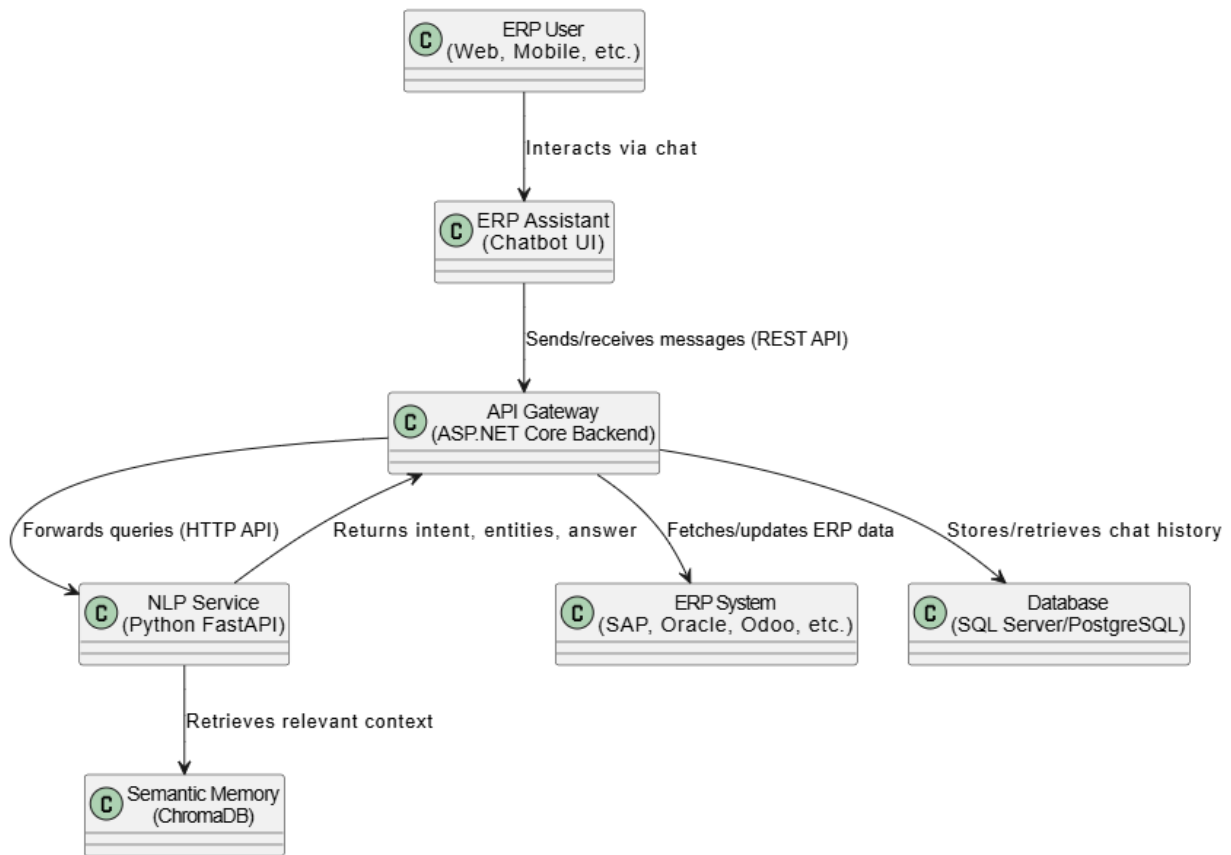 C
ERP User
(Web, Mobile, etc.)
Interacts via chat
C
ERP Assistant
(Chatbot UI)
Sends/receives messages (REST API)
C
API Gateway
(ASP.NET Core Backend)
Forwards queries (HTTP API)
Returns intent, entities, answer
Fetches/updates ERP data
Stores/retrieves chat history
C
NLP Service
(Python FastAPI)
C
ERP System
(SAP, Oracle, Odoo, etc.)
C
Database
(SQL Server/PostgreSQL)
Retrieves relevant context
C
Semantic Memory
(ChromaDB)